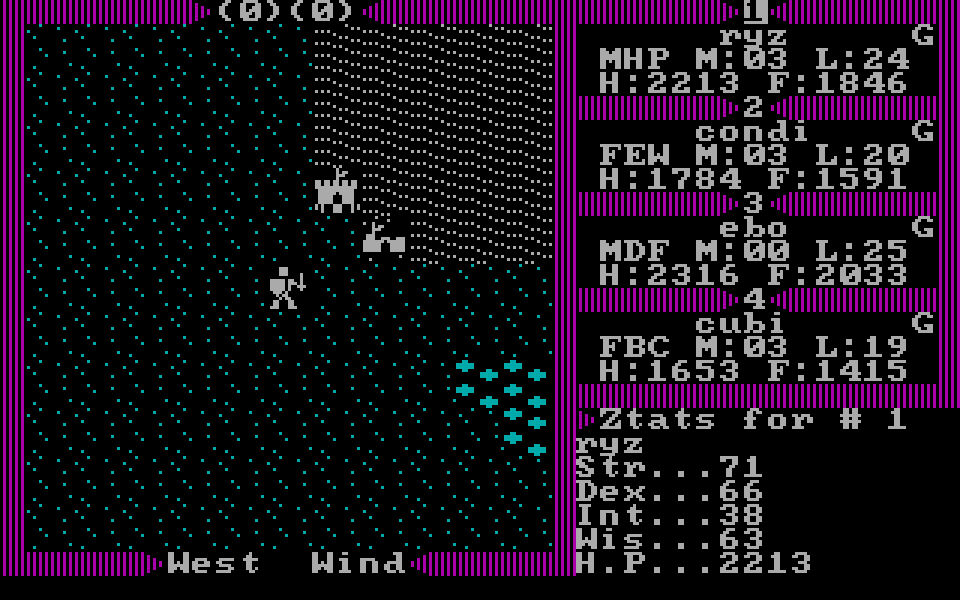 (0)(0)
West Wind
1
ryz G
MHP M:03 L:24
H:2213 F:1846
2
condi G
FEW M:03 L:20
H:1784 F:1591
3
ebo G
MDF M:00 L:25
H:2316 F:2033
4
cubi G
FBC M:03 L:19
H:1653 F:1415
Ztats for # 1
ryz
Str...71
Dex...66
Int...38
Wis...63
H.P...2213